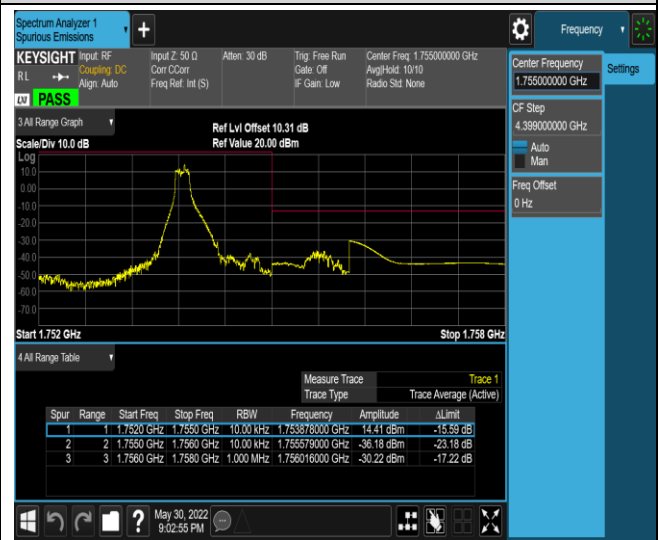 Spectrum Analyzer 1
Spurious Emissions
Frequency
KEYSIGHT Input: RF Input Z: 50 Ω Atten: 30 dB Trig: Free Run Center Freq: 1.755000000 GHz
R L Coupling: DC Corr CCorr Gate: Off Avg|Hold: 10/10
Align: Auto Freq Ref: Int (S) IF Gain: Low Radio Std: None
LXI PASS
Center Frequency
1.755000000 GHz
Settings
CF Step
4.399000000 GHz
Auto
Man
Freq Offset
0 Hz
3 All Range Graph
Ref Lvl Offset 10.31 dB
Scale/Div 10.0 dB Ref Value 20.00 dBm
Log
10.0
0.00
-10.0
-20.0
-30.0
-40.0
-50.0
-60.0
-70.0
Start 1.752 GHz Stop 1.758 GHz
4 All Range Table
Measure Trace Trace 1
Trace Type Trace Average (Active)
Spur Range Start Freq Stop Freq RBW Frequency Amplitude ΔLimit
1 1 1.7520 GHz 1.7550 GHz 10.00 kHz 1.753878000 GHz 14.41 dBm -15.59 dB
2 2 1.7550 GHz 1.7560 GHz 10.00 kHz 1.755579000 GHz -36.18 dBm -23.18 dB
3 3 1.7560 GHz 1.7580 GHz 1.000 MHz 1.756016000 GHz -30.22 dBm -17.22 dB
May 30, 2022
9:02:55 PM